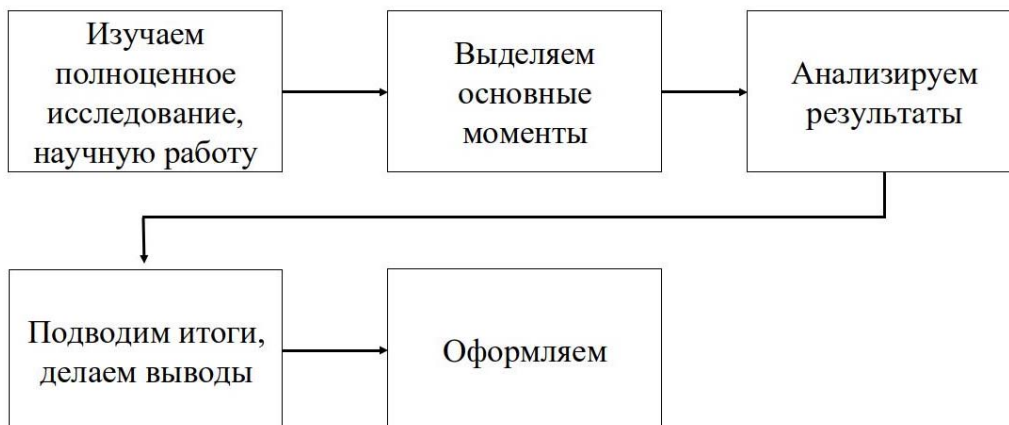 Изучаем
полноценное
исследование,
научную работу
Выделяем
основные
моменты
Анализируем
результаты
Подводим итоги,
делаем выводы
Оформляем